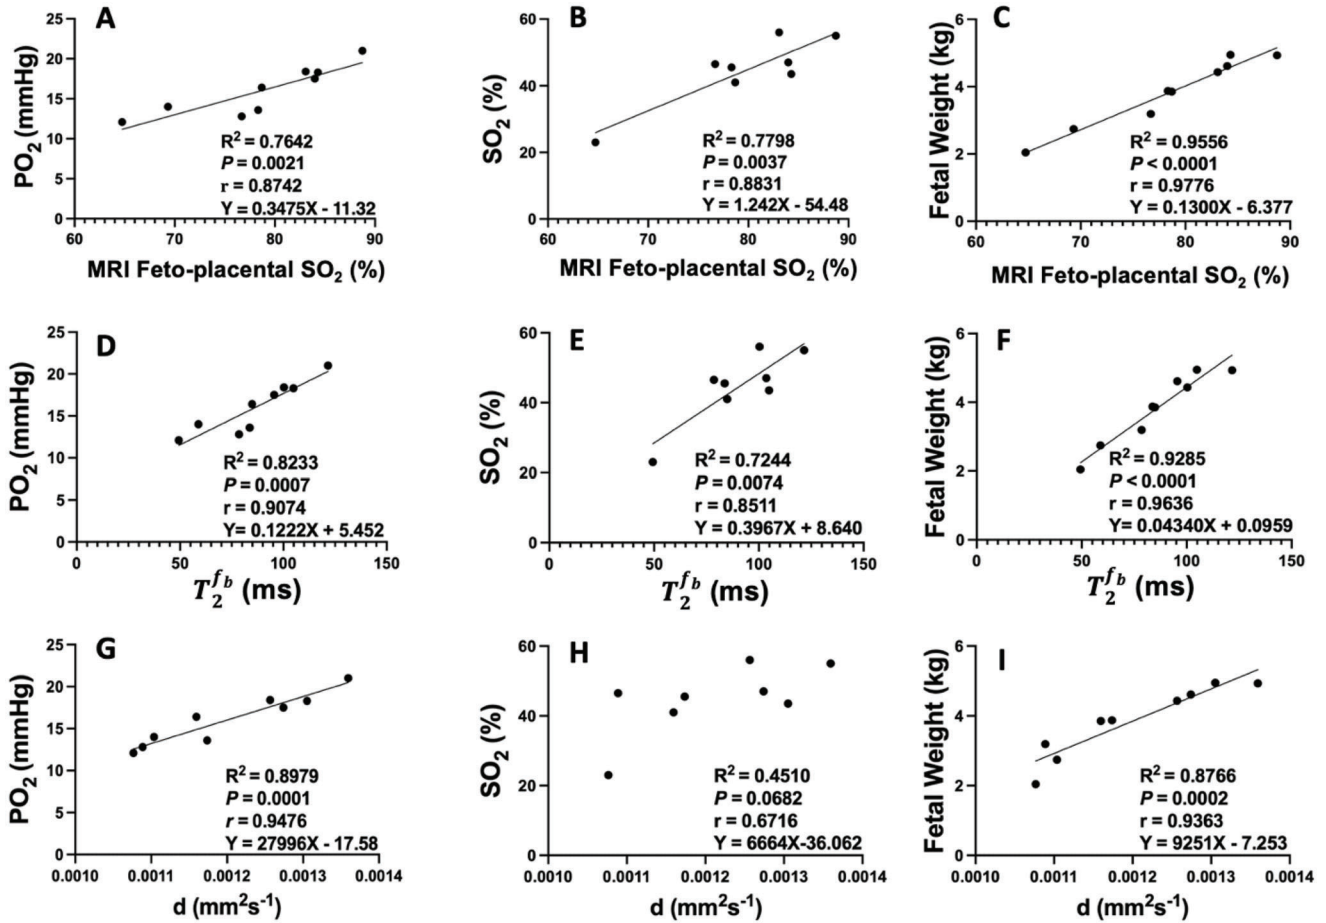 A
25
20
15
10
5
0
PO2 (mmHg)
R2 = 0.7642
P = 0.0021
r = 0.8742
Y = 0.3475X - 11.32
60 70 80 90
MRI Feto-placental SO2 (%)
B
60
40
20
0
SO2 (%)
R2 = 0.7798
P = 0.0037
r = 0.8831
Y = 1.242X - 54.48
60 70 80 90
MRI Feto-placental SO2 (%)
C
6
4
2
0
Fetal Weight (kg)
R2 = 0.9556
P < 0.0001
r = 0.9776
Y = 0.1300X - 6.377
60 70 80 90
MRI Feto-placental SO2 (%)
D
25
20
15
10
5
0
PO2 (mmHg)
R2 = 0.8233
P = 0.0007
r = 0.9074
Y= 0.1222X + 5.452
0 50 100 150
T2fb (ms)
E
60
40
20
0
SO2 (%)
R2 = 0.7244
P = 0.0074
r = 0.8511
Y = 0.3967X + 8.640
0 50 100 150
T2fb (ms)
F
6
4
2
0
Fetal Weight (kg)
R2 = 0.9285
P < 0.0001
r = 0.9636
Y = 0.04340X + 0.0959
0 50 100 150
T2fb (ms)
G
25
20
15
10
5
0
PO2 (mmHg)
R2 = 0.8979
P = 0.0001
r = 0.9476
Y = 27996X - 17.58
0.0010 0.0011 0.0012 0.0013 0.0014
d (mm2s-1)
H
60
40
20
0
SO2 (%)
R2 = 0.4510
P = 0.0682
r = 0.6716
Y = 6664X-36.062
0.0010 0.0011 0.0012 0.0013 0.0014
d (mm2s-1)
I
6
4
2
0
Fetal Weight (kg)
R2 = 0.8766
P = 0.0002
r = 0.9363
Y = 9251X - 7.253
0.0010 0.0011 0.0012 0.0013 0.0014
d (mm2s-1)